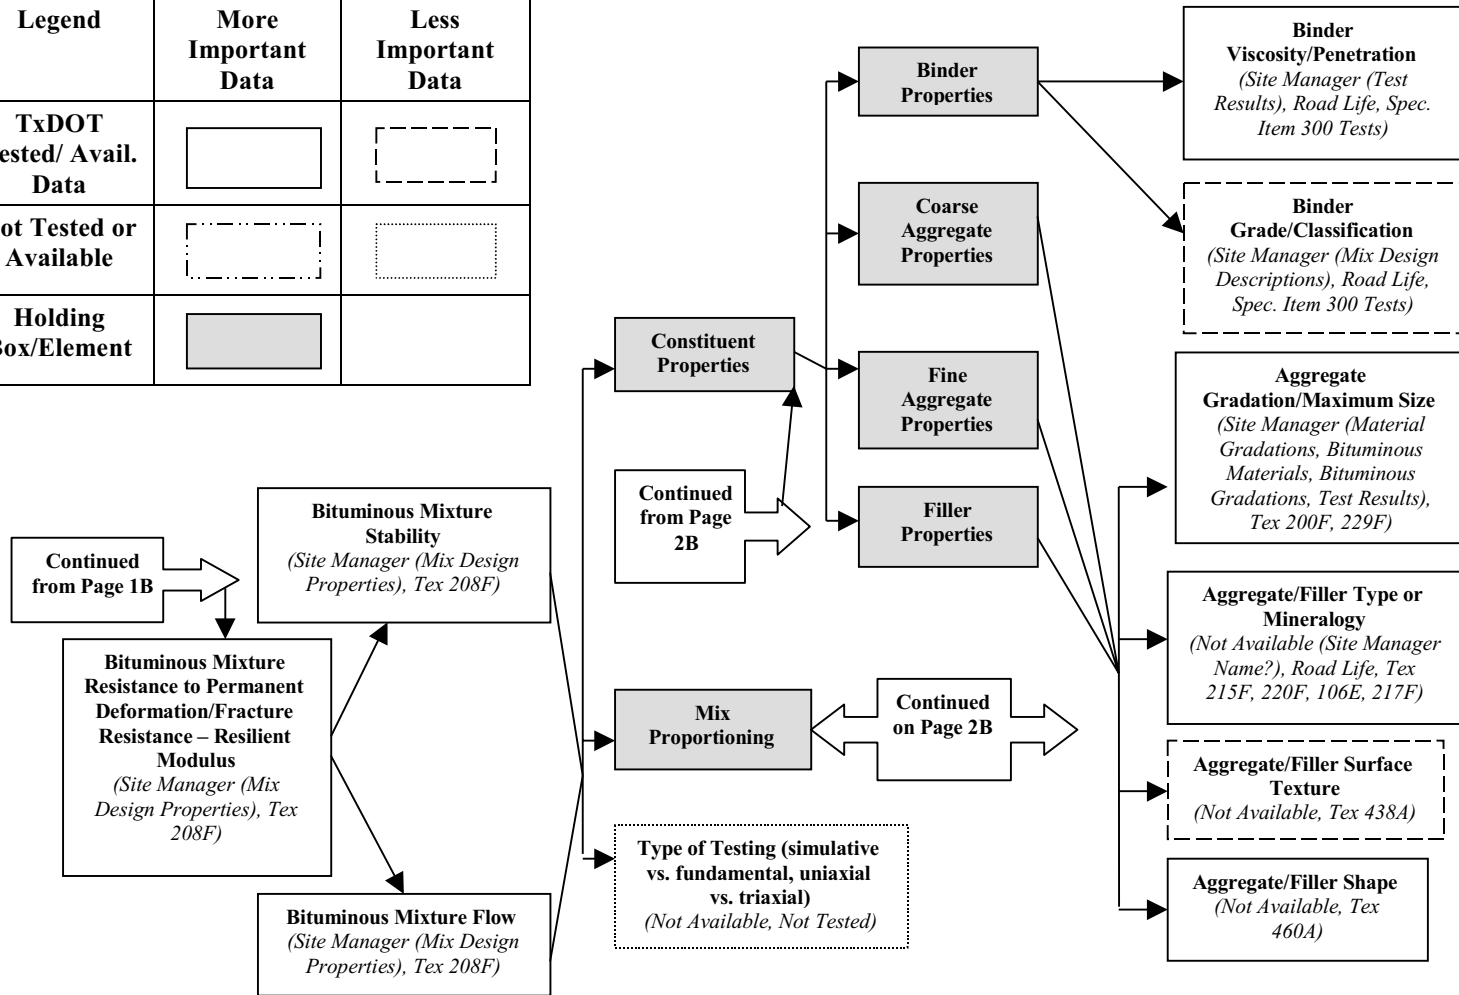 Legend
More
Important
Data
Less
Important
Data
TxDOT
ested/ Avail.
Data
ot Tested or
Available
Holding
ox/Element
Continued
from Page 1B
Bituminous Mixture
Resistance to Permanent
Deformation/Fracture
Resistance – Resilient
Modulus
(Site Manager (Mix
Design Properties), Tex
208F)
Bituminous Mixture
Stability
(Site Manager (Mix Design
Properties), Tex 208F)
Bituminous Mixture Flow
(Site Manager (Mix Design
Properties), Tex 208F)
Constituent
Properties
Continued
from Page
2B
Mix
Proportioning
Continued
on Page 2B
Type of Testing (simulative
vs. fundamental, uniaxial
vs. triaxial)
(Not Available, Not Tested)
Binder
Properties
Coarse
Aggregate
Properties
Fine
Aggregate
Properties
Filler
Properties
Binder
Viscosity/Penetration
(Site Manager (Test
Results), Road Life, Spec.
Item 300 Tests)
Binder
Grade/Classification
(Site Manager (Mix Design
Descriptions), Road Life,
Spec. Item 300 Tests)
Aggregate
Gradation/Maximum Size
(Site Manager (Material
Gradations, Bituminous
Materials, Bituminous
Gradations, Test Results),
Tex 200F, 229F)
Aggregate/Filler Type or
Mineralogy
(Not Available (Site Manager
Name?), Road Life, Tex
215F, 220F, 106E, 217F)
Aggregate/Filler Surface
Texture
(Not Available, Tex 438A)
Aggregate/Filler Shape
(Not Available, Tex
460A)